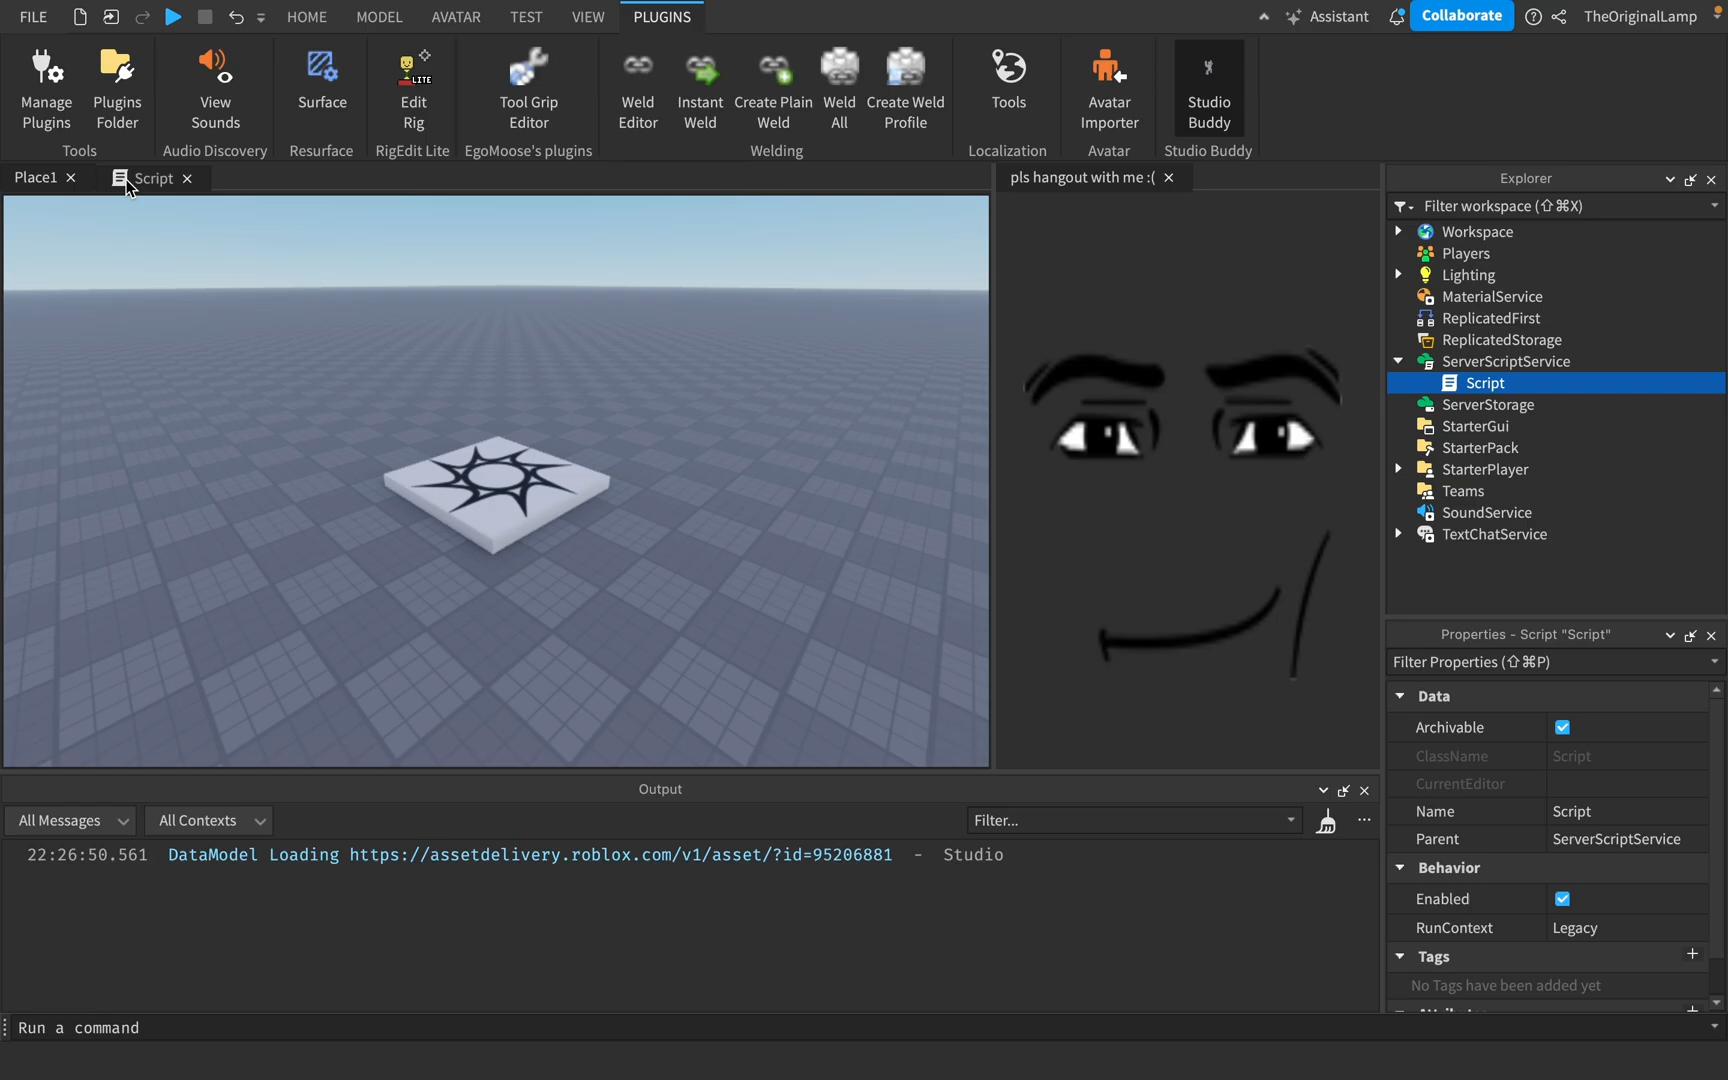 FILE HOME MODEL AVATAR TEST VIEW PLUGINS Assistant Collaborate TheOriginalLamp
Manage Plugins
Plugins Folder
View Sounds
Surface
LITE
Edit Rig
Tool Grip Editor
Weld Editor
Instant Weld
Create Plain Weld
Weld All
Create Weld Profile
Tools
Avatar Importer
Studio Buddy
Tools Audio Discovery Resurface RigEdit Lite EgoMoose's plugins Welding Localization Avatar Studio Buddy
Place1 Script pls hangout with me :(
Explorer
Filter workspace (⇧⌘X)
Workspace
Players
Lighting
MaterialService
ReplicatedFirst
ReplicatedStorage
ServerScriptService
Script
ServerStorage
StarterGui
StarterPack
StarterPlayer
Teams
SoundService
TextChatService
Properties - Script "Script"
Filter Properties (⇧⌘P)
Data
Archivable
ClassName Script
CurrentEditor
Name Script
Parent ServerScriptService
Behavior
Enabled
RunContext Legacy
Tags
No Tags have been added yet
Output
All Messages All Contexts Filter...
22:26:50.561 DataModel Loading https://assetdelivery.roblox.com/v1/asset/?id=95206881 - Studio
Run a command